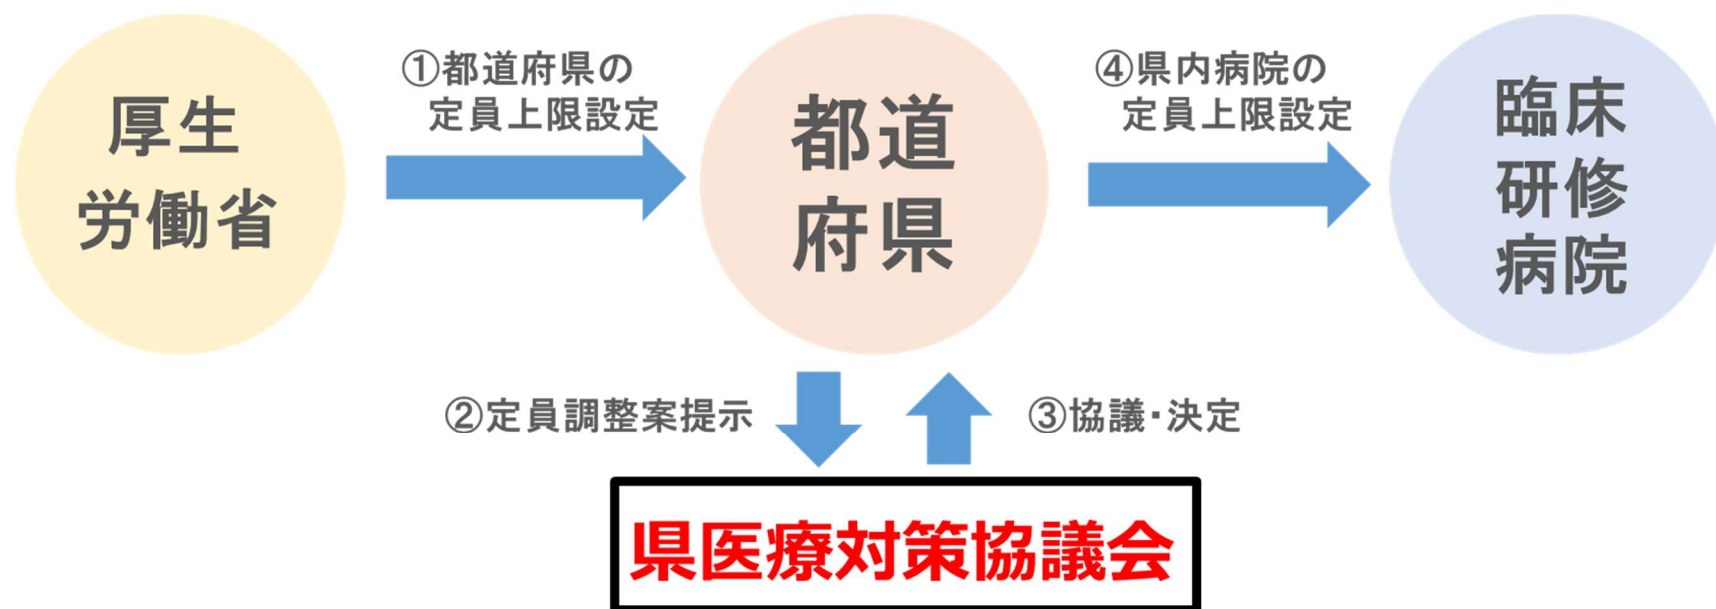 厚生
労働省
①都道府県の
定員上限設定
都道
府県
④県内病院の
定員上限設定
臨床
研修
病院
②定員調整案提示
③協議・決定
県医療対策協議会